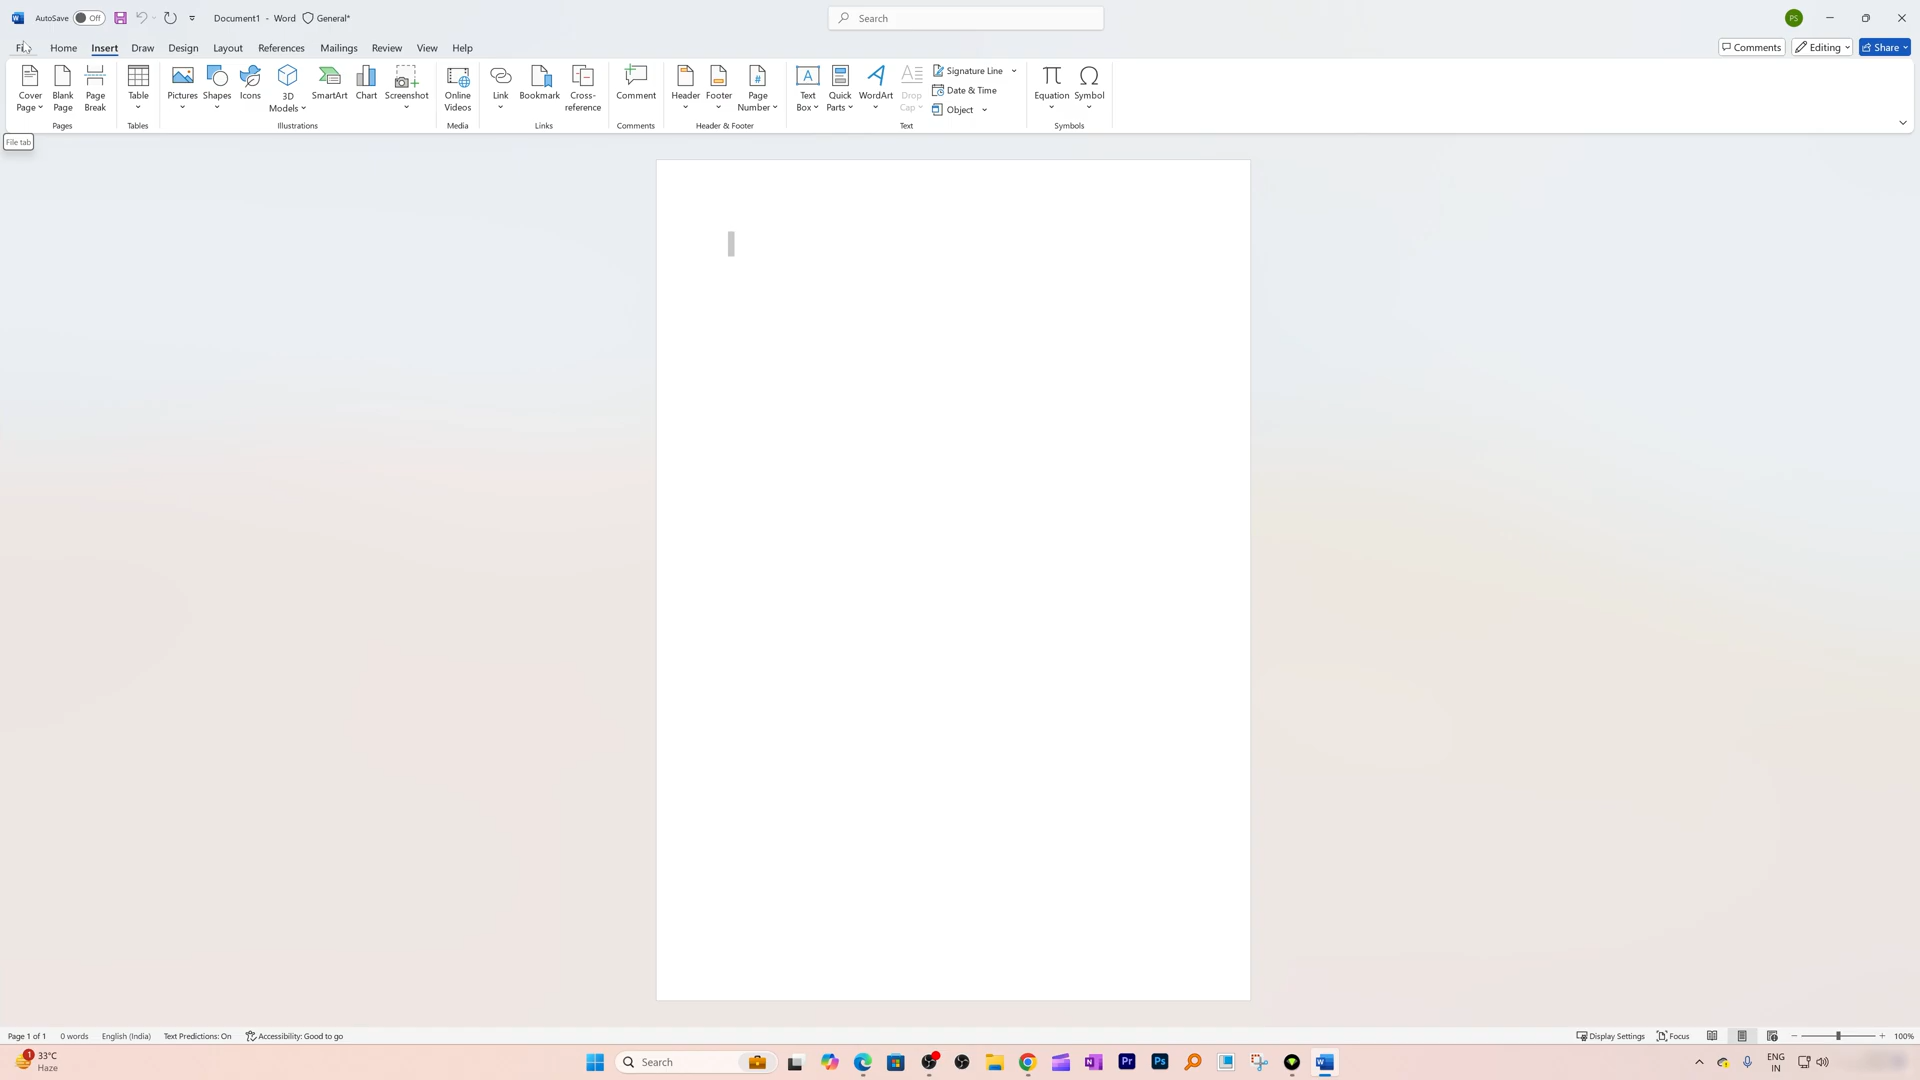 AutoSave Off Document1 - Word General* Search PS
File Home Insert Draw Design Layout References Mailings Review View Help Comments Editing Share
Cover Page Blank Page Page Break Table Pictures Shapes Icons 3D Models SmartArt Chart Screenshot Online Videos Link Bookmark Cross-reference Comment Header Footer Page Number Text Box Quick Parts WordArt Drop Cap Signature Line Date & Time Object Equation Symbol
Pages Tables Illustrations Media Links Comments Header & Footer Text Symbols
File tab
Page 1 of 1 0 words English (India) Text Predictions: On Accessibility: Good to go Display Settings Focus 100%
1 33°C Search Pr Ps ENG
Haze IN